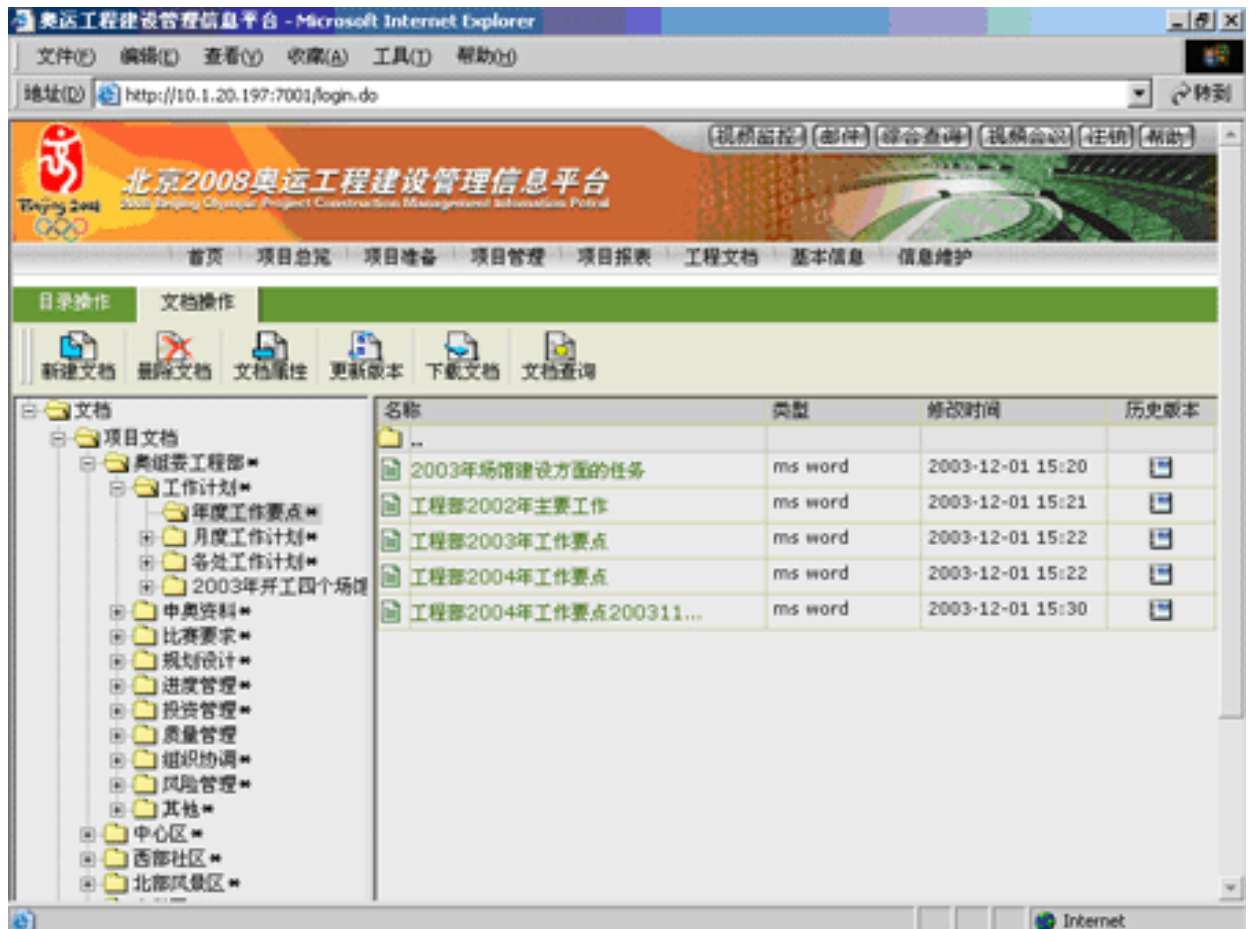 奥运工程建设管理信息平台 - Microsoft Internet Explorer
文件(F) 编辑(E) 查看(V) 收藏(A) 工具(T) 帮助(H)
地址(D) http://10.1.20.197:7001/login.do 转到
视频监控 邮件 综合查询 视频会议 注销 帮助
北京2008奥运工程建设管理信息平台
2008 Beijing Olympic Project Construction Management Information Potral
Beijing 2008
首页 项目总览 项目准备 项目管理 项目报表 工程文档 基本信息 信息维护
目录操作 文档操作
新建文档 删除文档 文档属性 更新版本 下载文档 文档查询
文档
项目文档
奥组委工程部*
工作计划*
年度工作要点*
月度工作计划*
各处工作计划*
2003年开工四个场馆
申奥资料*
比赛要求*
规划设计*
进度管理*
投资管理*
质量管理
组织协调*
风险管理*
其他*
中心区*
西部社区*
北部风景区*
名称 类型 修改时间 历史版本
..
2003年场馆建设方面的任务 ms word 2003-12-01 15:20
工程部2002年主要工作 ms word 2003-12-01 15:21
工程部2003年工作要点 ms word 2003-12-01 15:22
工程部2004年工作要点 ms word 2003-12-01 15:22
工程部2004年工作要点200311... ms word 2003-12-01 15:30
Internet